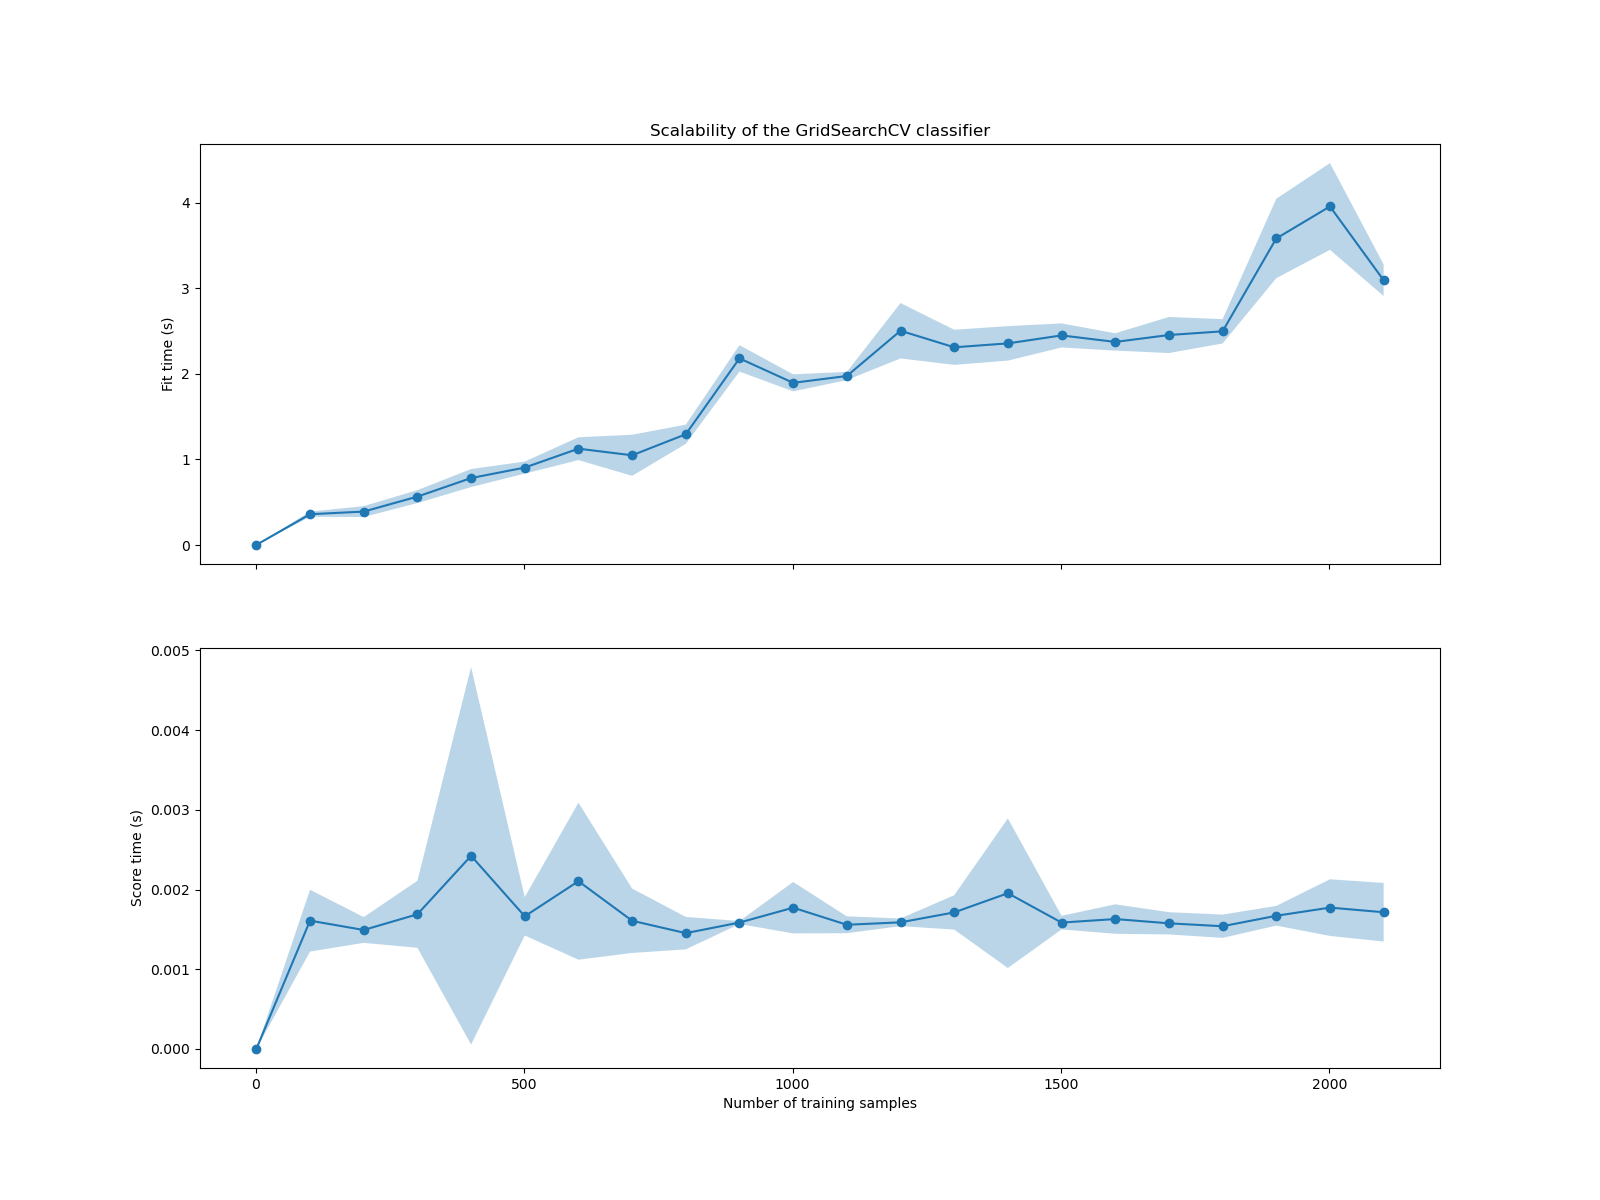 Scalability of the GridSearchCV classifier
4
3
2
1
0
Fit time (s)
0.005
0.004
0.003
0.002
0.001
0.000
Score time (s)
0 500 1000 1500 2000
Number of training samples